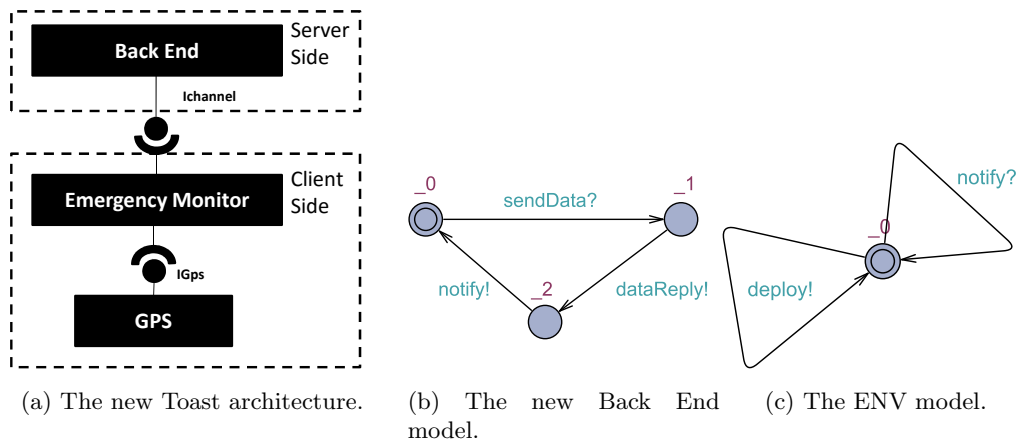 Back End
Server
Side
Ichannel
Emergency Monitor
Client
Side
IGps
GPS
_0
sendData?
_1
notify!
_2
dataReply!
notify?
_0
deploy!
(a) The new Toast architecture.
(b) The new Back End
model.
(c) The ENV model.